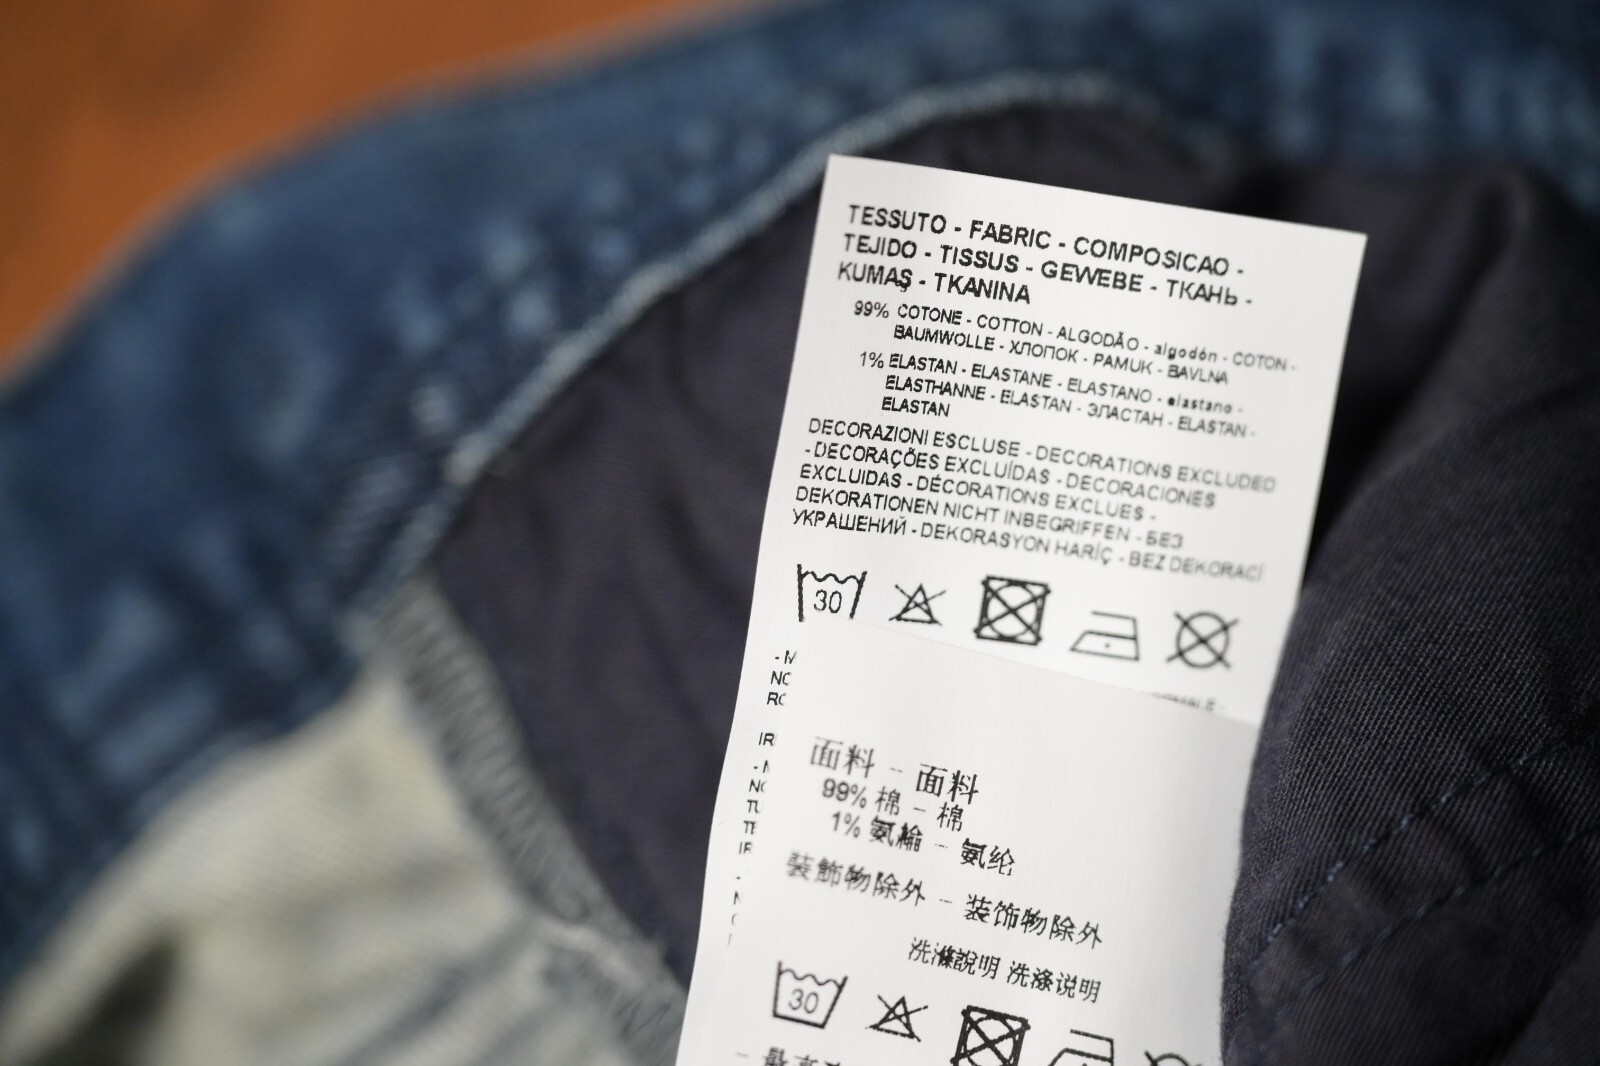 TESSUTO - FABRIC - COMPOSICAO -
TEJIDO - TISSUS - GEWEBE - ТКАНЬ -
KUMAŞ - TKANINA
99% COTONE - COTTON - ALGODÃO - algodón - COTON -
BAUMWOLLE - ХЛОПОК - PAMUK - BAVLNA
1% ELASTAN - ELASTANE - ELASTANO - elastano -
ELASTHANNE - ELASTAN - ЭЛАСТАН - ELASTAN -
ELASTAN
DECORAZIONI ESCLUSE - DECORATIONS EXCLUDED
- DECORAÇÕES EXCLUÍDAS - DECORACIONES
EXCLUIDAS - DÉCORATIONS EXCLUES -
DEKORATIONEN NICHT INBEGRIFFEN - БЕЗ
УКРАШЕНИЙ - DEKORASYON HARİÇ - BEZ DEKORACÍ
30
面料 - 面料
99% 棉 - 棉
1% 氨綸 - 氨纶
装飾物除外 - 装饰物除外
洗滌說明 洗涤说明
30